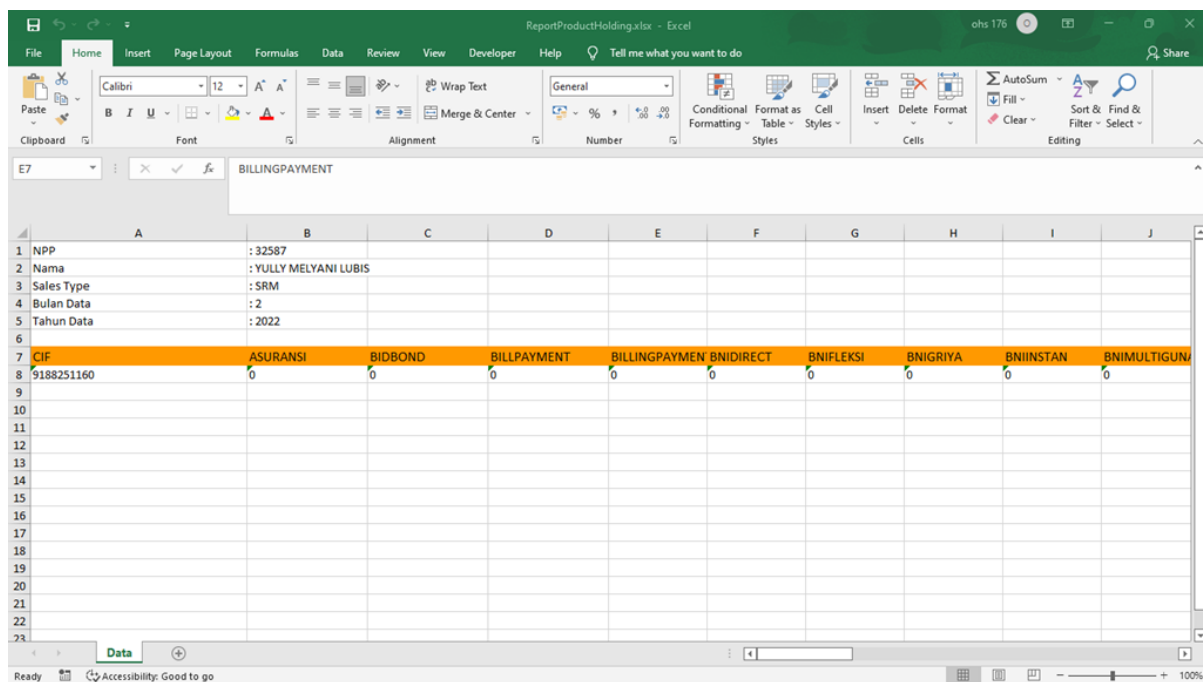 ReportProductHolding.xlsx - Excel
ohs 176 O
File Home Insert Page Layout Formulas Data Review View Developer Help Tell me what you want to do Share
Paste
Calibri 12 A A
Wrap Text
General
B I U A
Merge & Center
% ,
Conditional Formatting
Format as Table
Cell Styles
Insert Delete Format
AutoSum
Fill
Clear
Sort & Filter
Find & Select
Clipboard Font Alignment Number Styles Cells Editing
E7 fx BILLINGPAYMENT
A B C D E F G H I J
1 NPP : 32587
2 Nama : YULLY MELYANI LUBIS
3 Sales Type : SRM
4 Bulan Data : 2
5 Tahun Data : 2022
6
7 CIF ASURANSI BIDBOND BILLPAYMENT BILLINGPAYMEN BNIDIRECT BNIFLEKSI BNIGRIYA BNIINSTAN BNIMULTIGUNA
8 9188251160 0 0 0 0 0 0 0 0 0
9
10
11
12
13
14
15
16
17
18
19
20
21
22
23
Data
Ready Accessibility: Good to go 100%